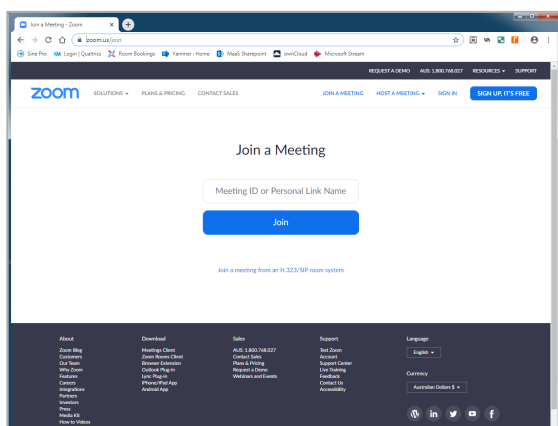 Join a Meeting - Zoom
zoom.us/join
Sine Pro Login | Qualtrics Room Bookings Yammer : Home MaaS Sharepoint ownCloud Microsoft Stream
REQUEST A DEMO AUS: 1.800.768.027 RESOURCES SUPPORT
zoom SOLUTIONS PLANS & PRICING CONTACT SALES JOIN A MEETING HOST A MEETING SIGN IN SIGN UP, IT'S FREE
Join a Meeting
Meeting ID or Personal Link Name
Join
Join a meeting from an H.323/SIP room system
About
Zoom Blog
Customers
Our Team
Why Zoom
Features
Careers
Integrations
Partners
Investors
Press
Media Kit
How to Videos
Download
Meetings Client
Zoom Rooms Client
Browser Extension
Outlook Plug-in
Lync Plug-in
iPhone/iPad App
Android App
Sales
AUS: 1.800.768.027
Contact Sales
Plans & Pricing
Request a Demo
Webinars and Events
Support
Test Zoom
Account
Support Center
Live Training
Feedback
Contact Us
Accessibility
Language
English
Currency
Australian Dollars $